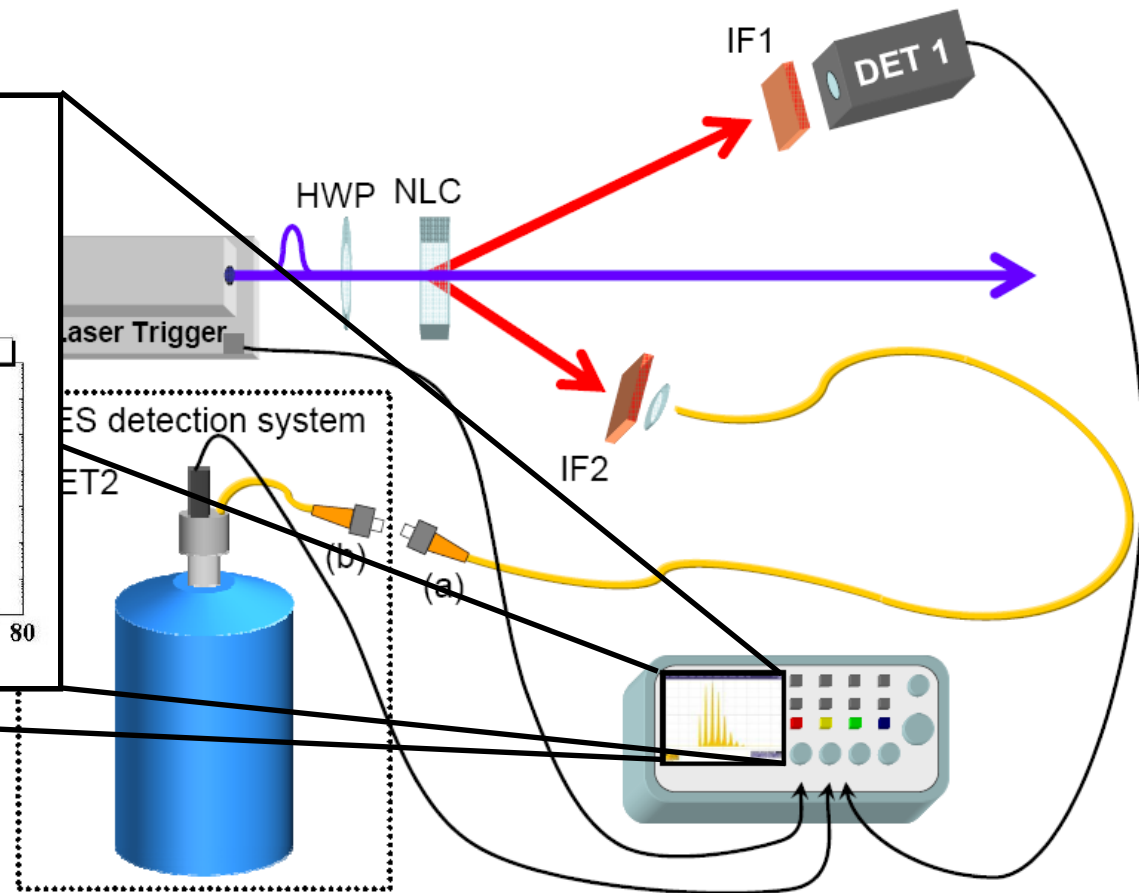 IF1
DET 1
HWP NLC
Laser Trigger
ES detection system
ET2
IF2
(b)
(a)
80